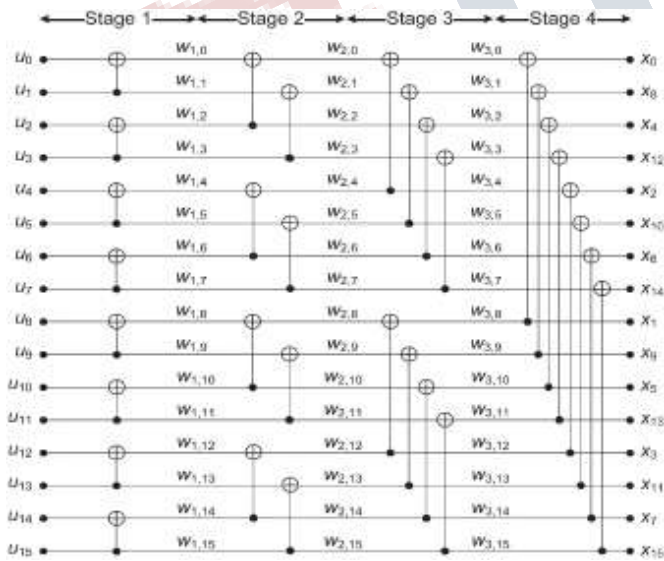 Stage 1 Stage 2 Stage 3 Stage 4
u0 w1,0 w2,0 w3,0 x0
u1 w1,1 w2,1 w3,1 x8
u2 w1,2 w2,2 w3,2 x4
u3 w1,3 w2,3 w3,3 x12
u4 w1,4 w2,4 w3,4 x2
u5 w1,5 w2,5 w3,5 x10
u6 w1,6 w2,6 w3,6 x6
u7 w1,7 w2,7 w3,7 x14
u8 w1,8 w2,8 w3,8 x1
u9 w1,9 w2,9 w3,9 x9
u10 w1,10 w2,10 w3,10 x5
u11 w1,11 w2,11 w3,11 x13
u12 w1,12 w2,12 w3,12 x3
u13 w1,13 w2,13 w3,13 x11
u14 w1,14 w2,14 w3,14 x7
u15 w1,15 w2,15 w3,15 x15